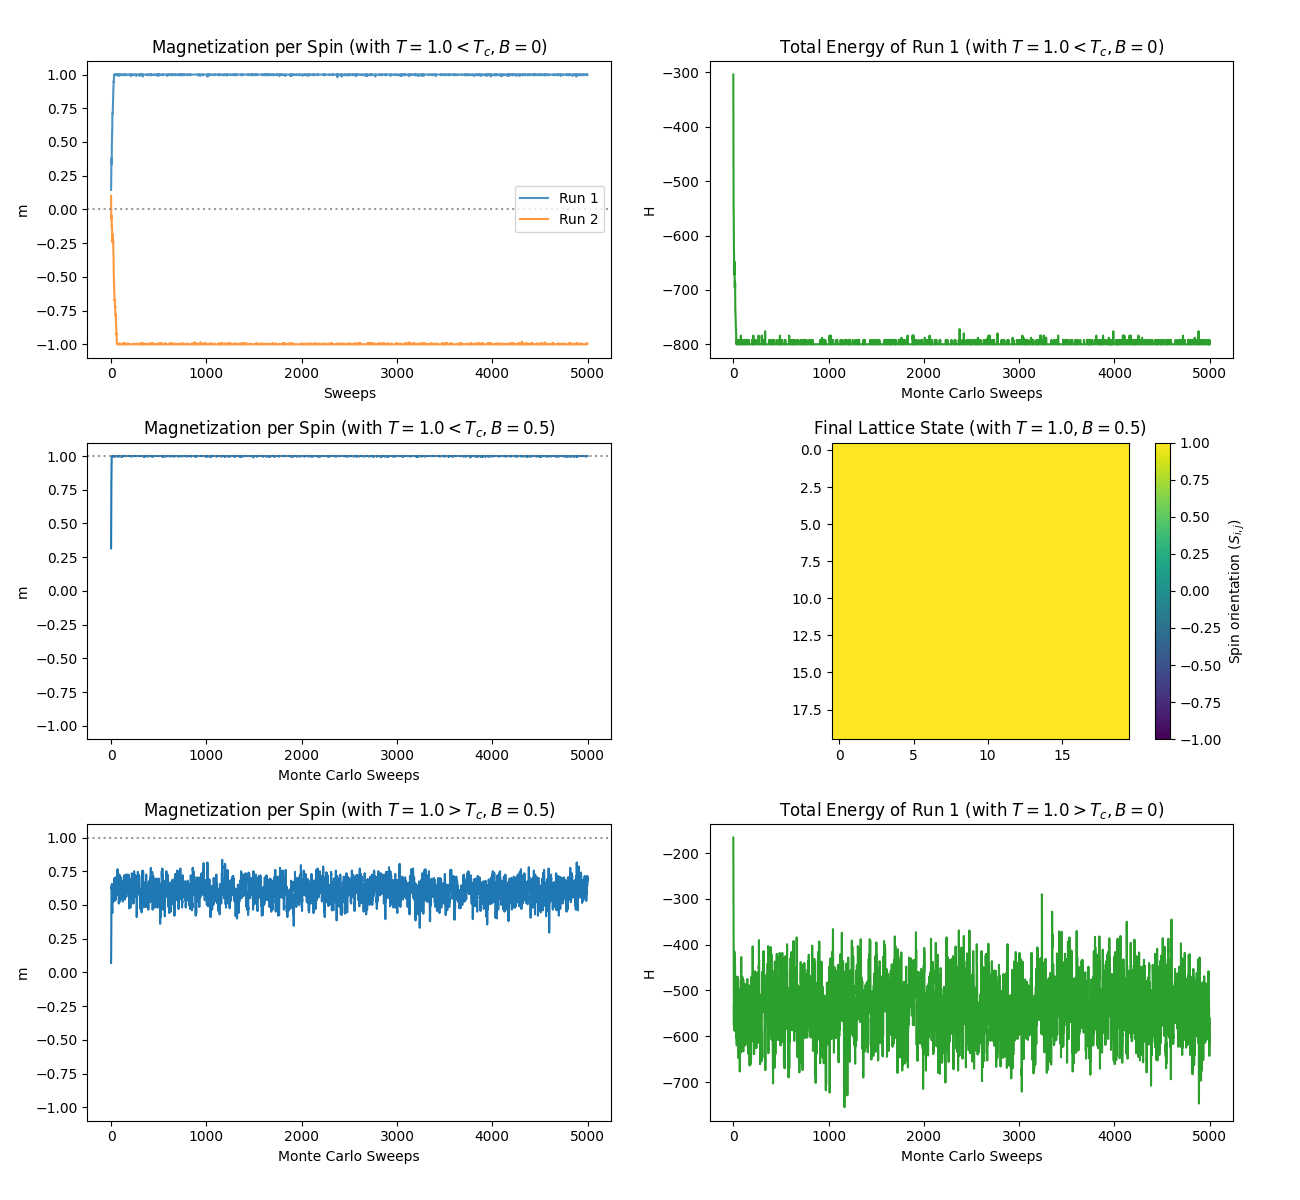 Magnetization per Spin (with T = 1.0 < T_c, B = 0)
1.00
0.75
0.50
0.25
0.00
−0.25
−0.50
−0.75
−1.00
m
Run 1
Run 2
0 1000 2000 3000 4000 5000
Sweeps
Total Energy of Run 1 (with T = 1.0 < T_c, B = 0)
−300
−400
−500
−600
−700
−800
H
0 1000 2000 3000 4000 5000
Monte Carlo Sweeps
Magnetization per Spin (with T = 1.0 < T_c, B = 0.5)
1.00
0.75
0.50
0.25
0.00
−0.25
−0.50
−0.75
−1.00
m
0 1000 2000 3000 4000 5000
Monte Carlo Sweeps
Final Lattice State (with T = 1.0, B = 0.5)
0.0
2.5
5.0
7.5
10.0
12.5
15.0
17.5
0 5 10 15
1.00
0.75
0.50
0.25
0.00
−0.25
−0.50
−0.75
−1.00
Spin orientation (S_{i,j})
Magnetization per Spin (with T = 1.0 > T_c, B = 0.5)
1.00
0.75
0.50
0.25
0.00
−0.25
−0.50
−0.75
−1.00
m
0 1000 2000 3000 4000 5000
Monte Carlo Sweeps
Total Energy of Run 1 (with T = 1.0 > T_c, B = 0)
−200
−300
−400
−500
−600
−700
H
0 1000 2000 3000 4000 5000
Monte Carlo Sweeps